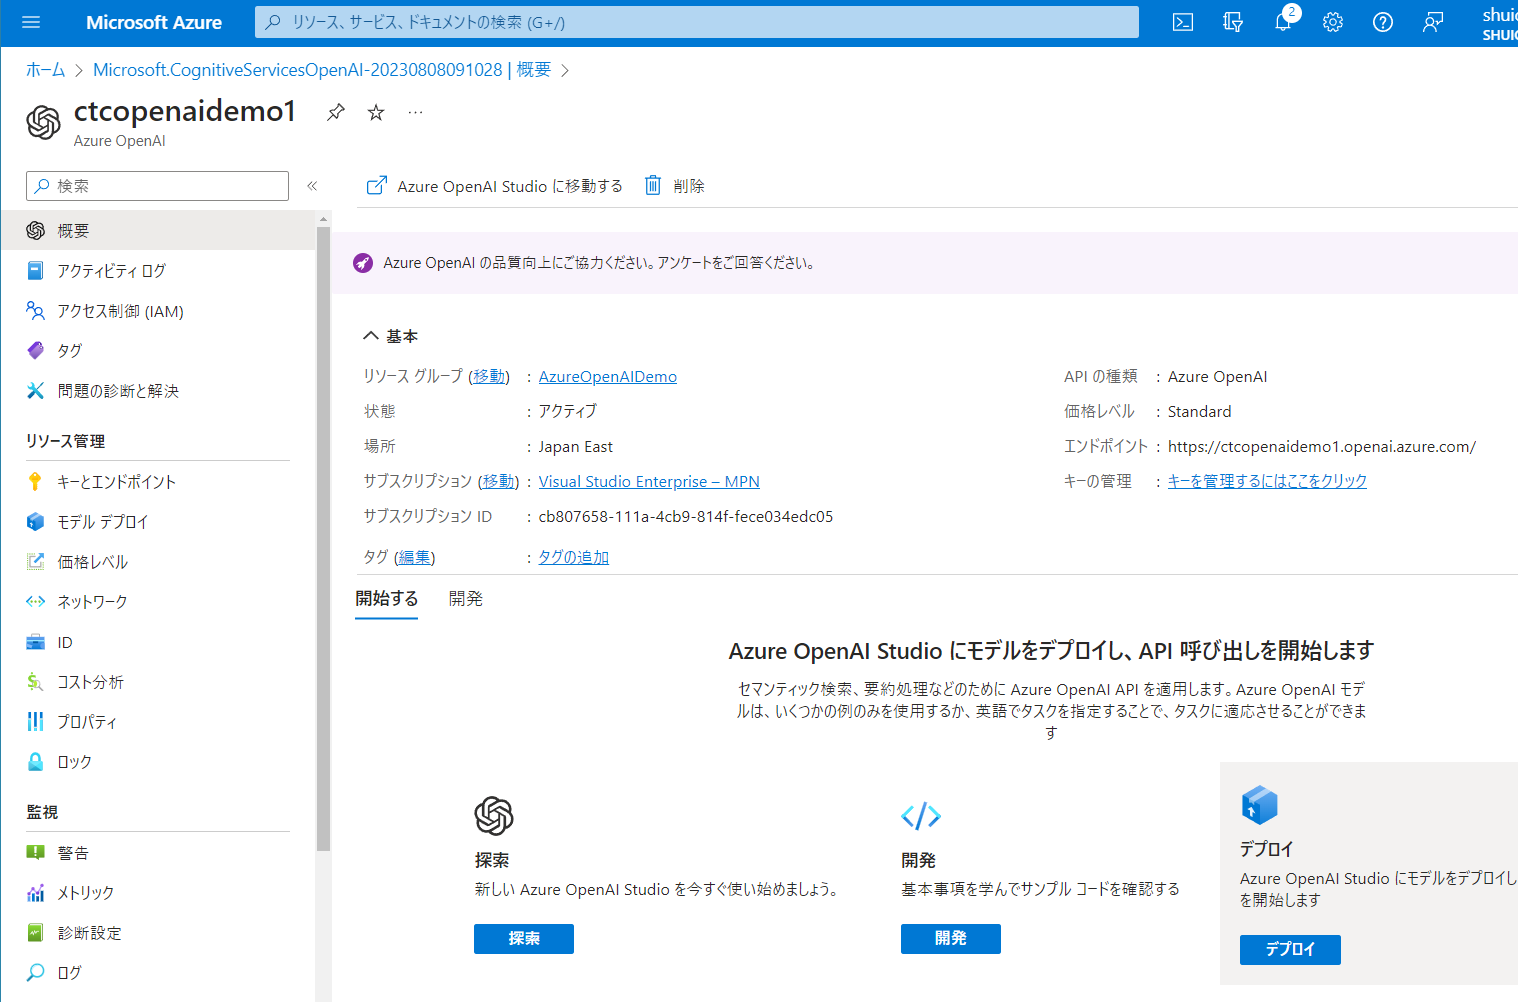 Microsoft Azure
リソース、サービス、ドキュメントの検索 (G+/)
2
SHUIC
ホーム > Microsoft.CognitiveServicesOpenAI-20230808091028 | 概要 >
ctcopenaidemo1
Azure OpenAI
検索
«
Azure OpenAI Studio に移動する
削除
概要
アクティビティ ログ
アクセス制御 (IAM)
タグ
問題の診断と解決
リソース管理
キーとエンドポイント
モデル デプロイ
価格レベル
ネットワーク
ID
コスト分析
プロパティ
ロック
監視
警告
メトリック
診断設定
ログ
Azure OpenAI の品質向上にご協力ください。アンケートをご回答ください。
基本
リソース グループ (移動) : AzureOpenAIDemo
状態 : アクティブ
場所 : Japan East
サブスクリプション (移動) : Visual Studio Enterprise – MPN
サブスクリプション ID : cb807658-111a-4cb9-814f-fece034edc05
タグ (編集) : タグの追加
API の種類 : Azure OpenAI
価格レベル : Standard
エンドポイント : https://ctcopenaidemo1.openai.azure.com/
キーの管理 : キーを管理するにはここをクリック
開始する 開発
Azure OpenAI Studio にモデルをデプロイし、API 呼び出しを開始します
セマンティック検索、要約処理などのために Azure OpenAI API を適用します。Azure OpenAI モデ
ルは、いくつかの例のみを使用するか、英語でタスクを指定することで、タスクに適応させることができま
す
探索
新しい Azure OpenAI Studio を今すぐ使い始めましょう。
探索
開発
基本事項を学んでサンプル コードを確認する
開発
デプロイ
Azure OpenAI Studio にモデルをデプロイし
を開始します
デプロイ